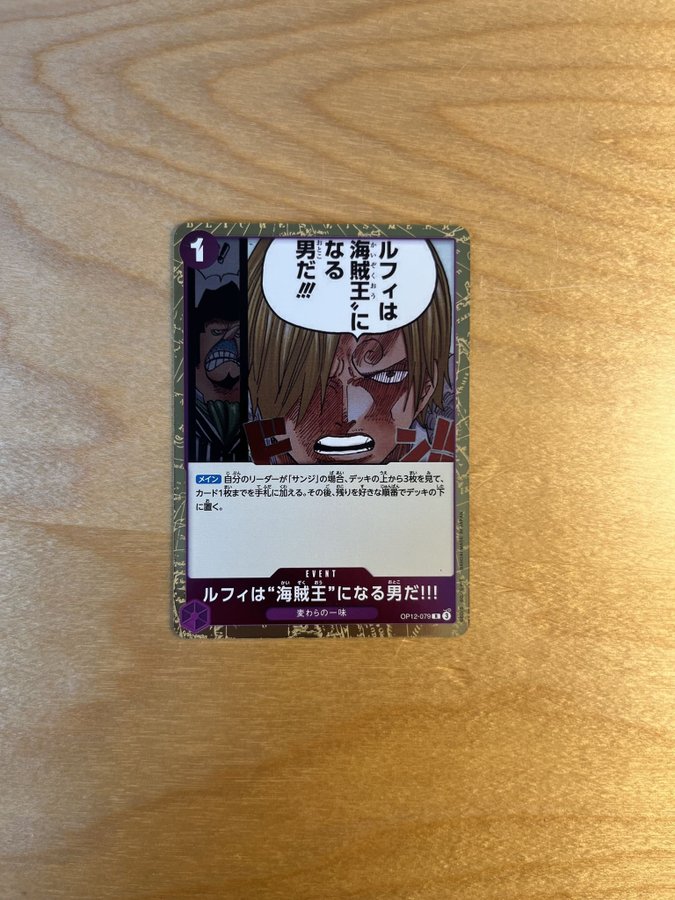 1
!!
ルフィは
“海賊王”に
なる
男だ!!!
ドン
メイン 自分のリーダーが「サンジ」の場合、デッキの上から3枚を見て、
カード1枚までを手札に加える。その後、残りを好きな順番でデッキの下
に置く。
EVENT
ルフィは“海賊王”になる男だ!!!
麦わらの一味
OP12-079 R 3